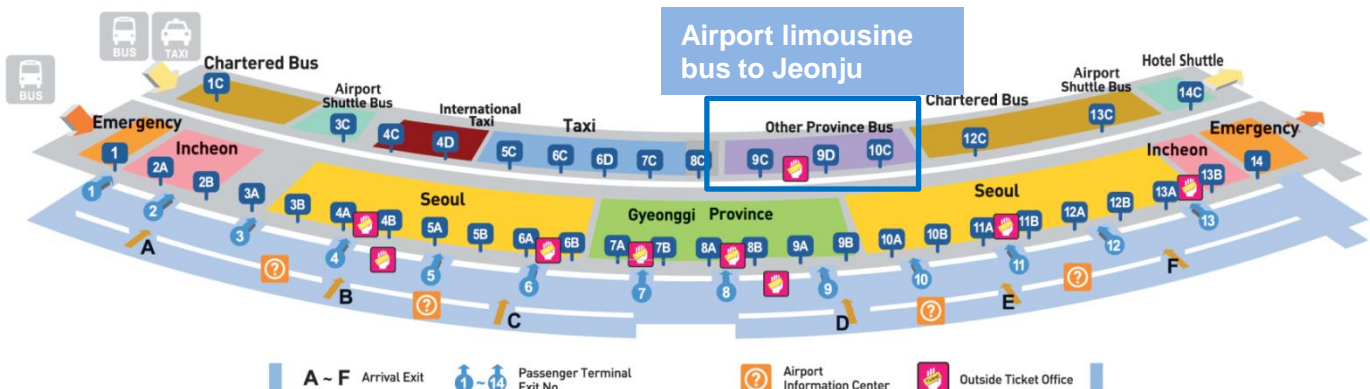 Airport limousine
bus to Jeonju
BUS
TAXI
BUS
Chartered Bus
1C
Airport
Shuttle Bus
3C
International
Taxi
4C
4D
Taxi
5C
6C
6D
7C
8C
Other Province Bus
9C
9D
10C
Chartered Bus
12C
Airport
Shuttle Bus
13C
Hotel Shuttle
14C
Emergency
1
Incheon
2A
2B
3A
3B
Seoul
4A
4B
5A
5B
6A
6B
Gyeonggi Province
7A
7B
8A
8B
9A
9B
Seoul
10A
10B
11A
11B
12A
12B
Incheon
13A
13B
Emergency
14
1
2
3
4
5
6
7
8
9
10
11
12
13
A
B
C
D
E
F
A ~ F Arrival Exit
1 ~ 14 Passenger Terminal
Exit No
? Airport
Information Center
Outside Ticket Office